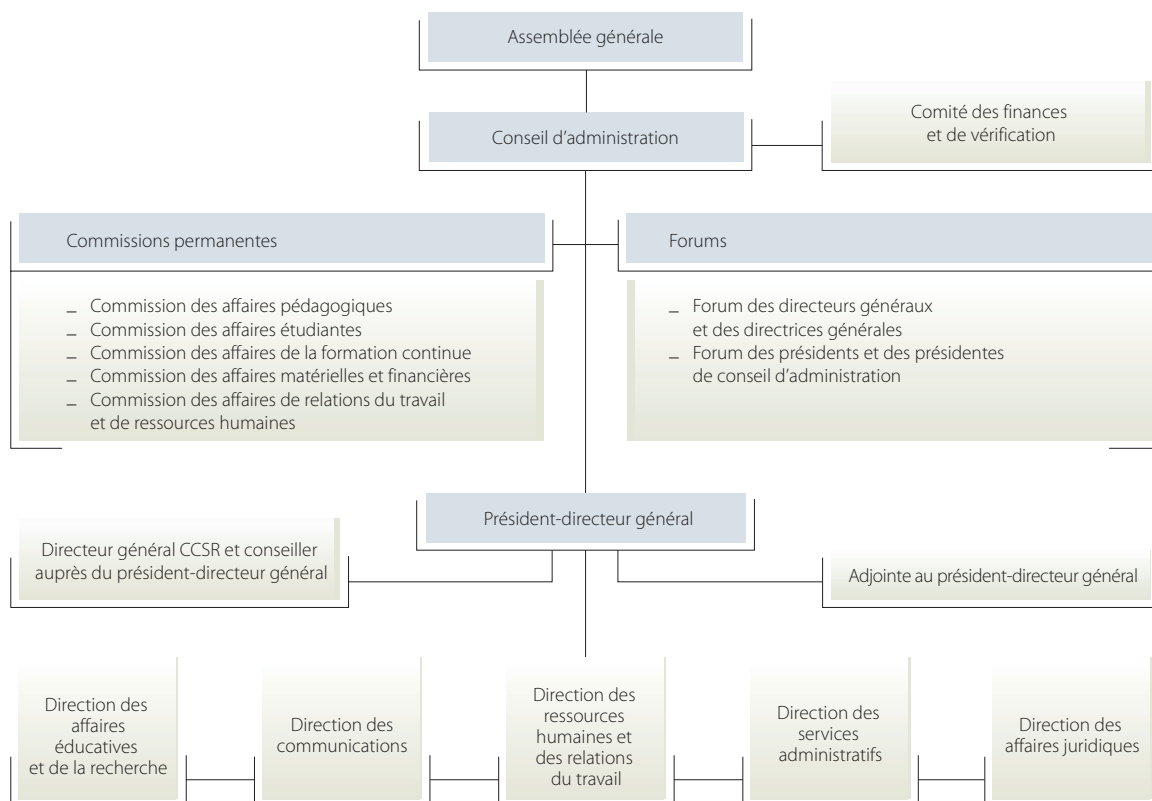 Assemblée générale
Conseil d'administration
Comité des finances
et de vérification
Commissions permanentes
_ Commission des affaires pédagogiques
_ Commission des affaires étudiantes
_ Commission des affaires de la formation continue
_ Commission des affaires matérielles et financières
_ Commission des affaires de relations du travail
et de ressources humaines
Forums
_ Forum des directeurs généraux
et des directrices générales
_ Forum des présidents et des présidentes
de conseil d'administration
Président-directeur général
Directeur général CCSR et conseiller
auprès du président-directeur général
Adjointe au président-directeur général
Direction des
affaires
éducatives
et de la recherche
Direction des
communications
Direction des
ressources
humaines et
des relations
du travail
Direction des
services
administratifs
Direction des
affaires juridiques